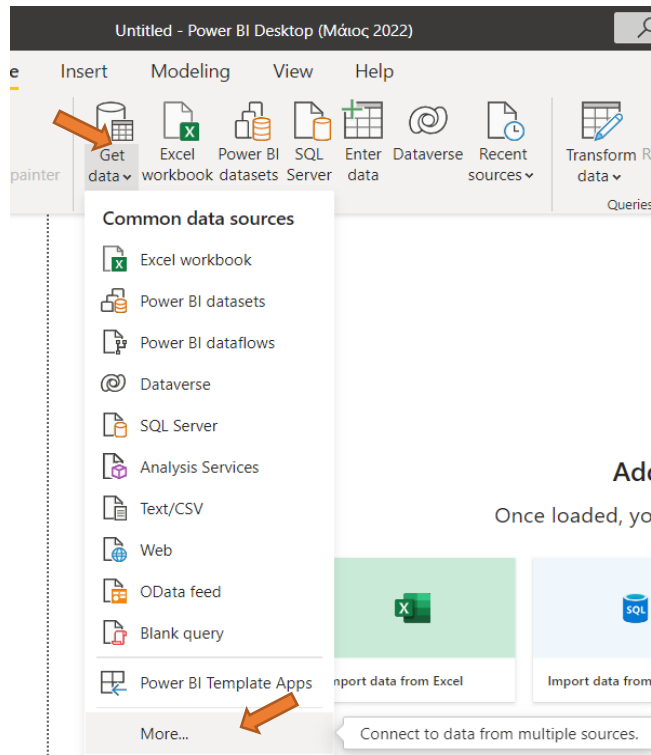 Untitled - Power BI Desktop (Μάιος 2022)
e Insert Modeling View Help
painter
Get data
Excel workbook
Power BI datasets
SQL Server
Enter data
Dataverse
Recent sources
Transform data
R
Queries
Common data sources
Excel workbook
Power BI datasets
Power BI dataflows
Dataverse
SQL Server
Analysis Services
Text/CSV
Web
OData feed
Blank query
Power BI Template Apps
More...
Connect to data from multiple sources.
Add
Once loaded, yo
SQL
mport data from Excel
Import data from